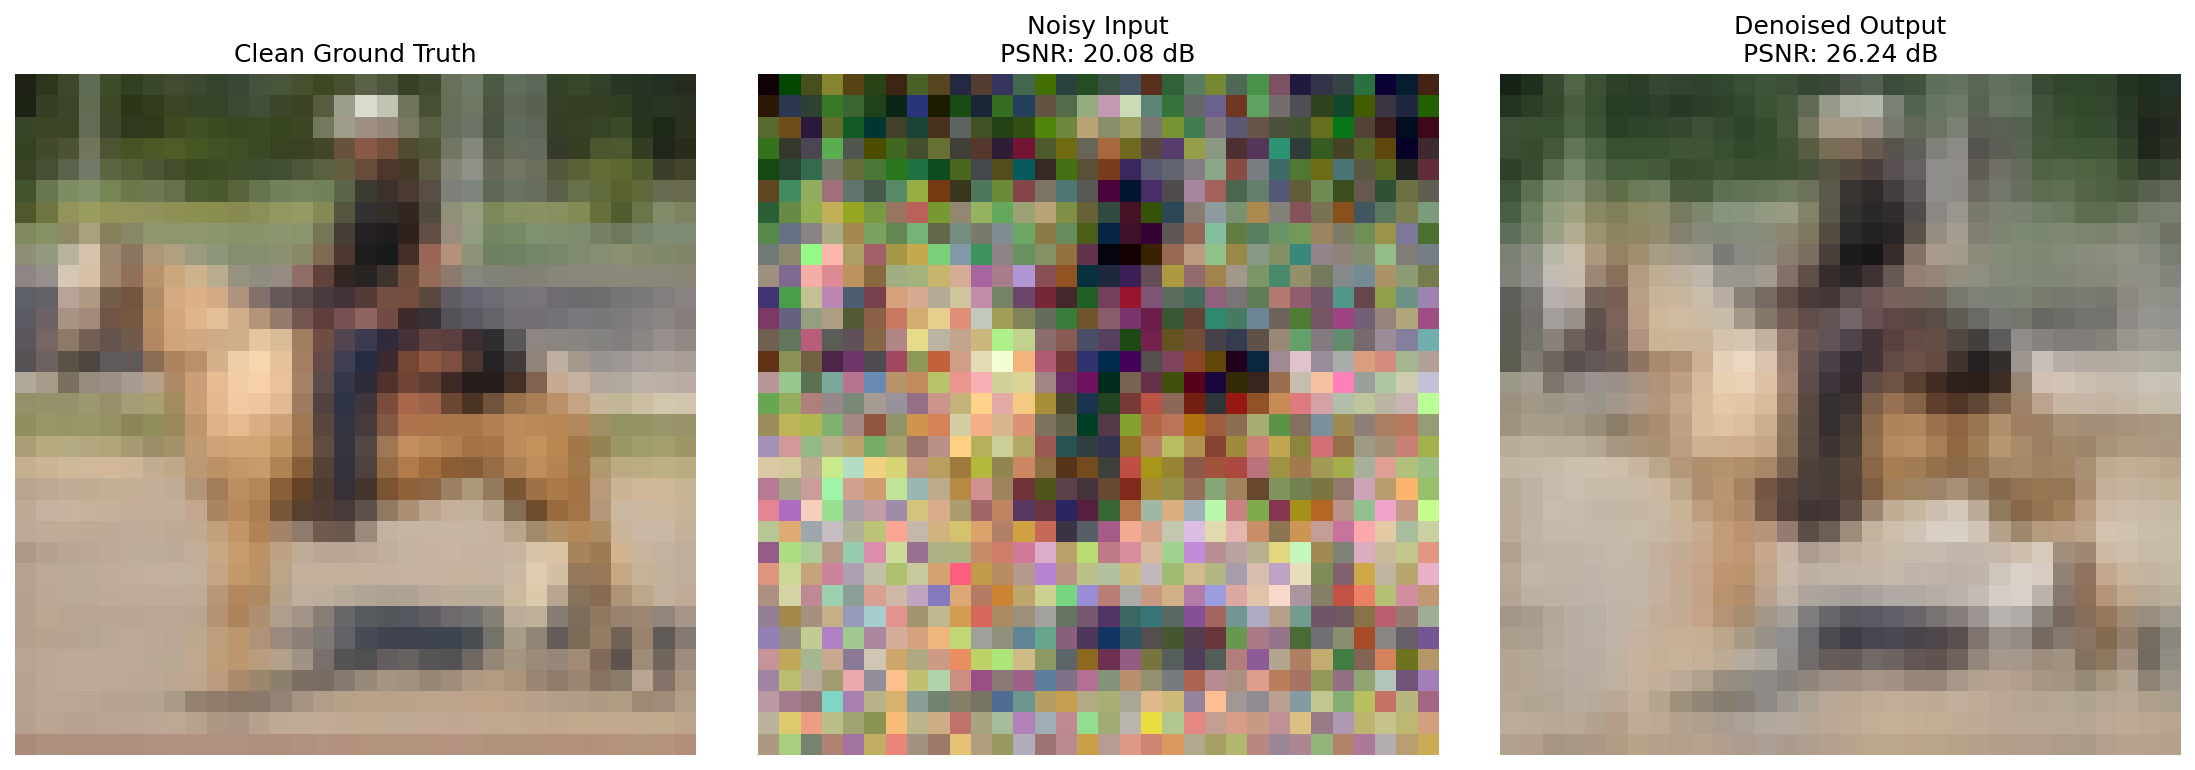 Clean Ground Truth
Noisy Input
PSNR: 20.08 dB
Denoised Output
PSNR: 26.24 dB